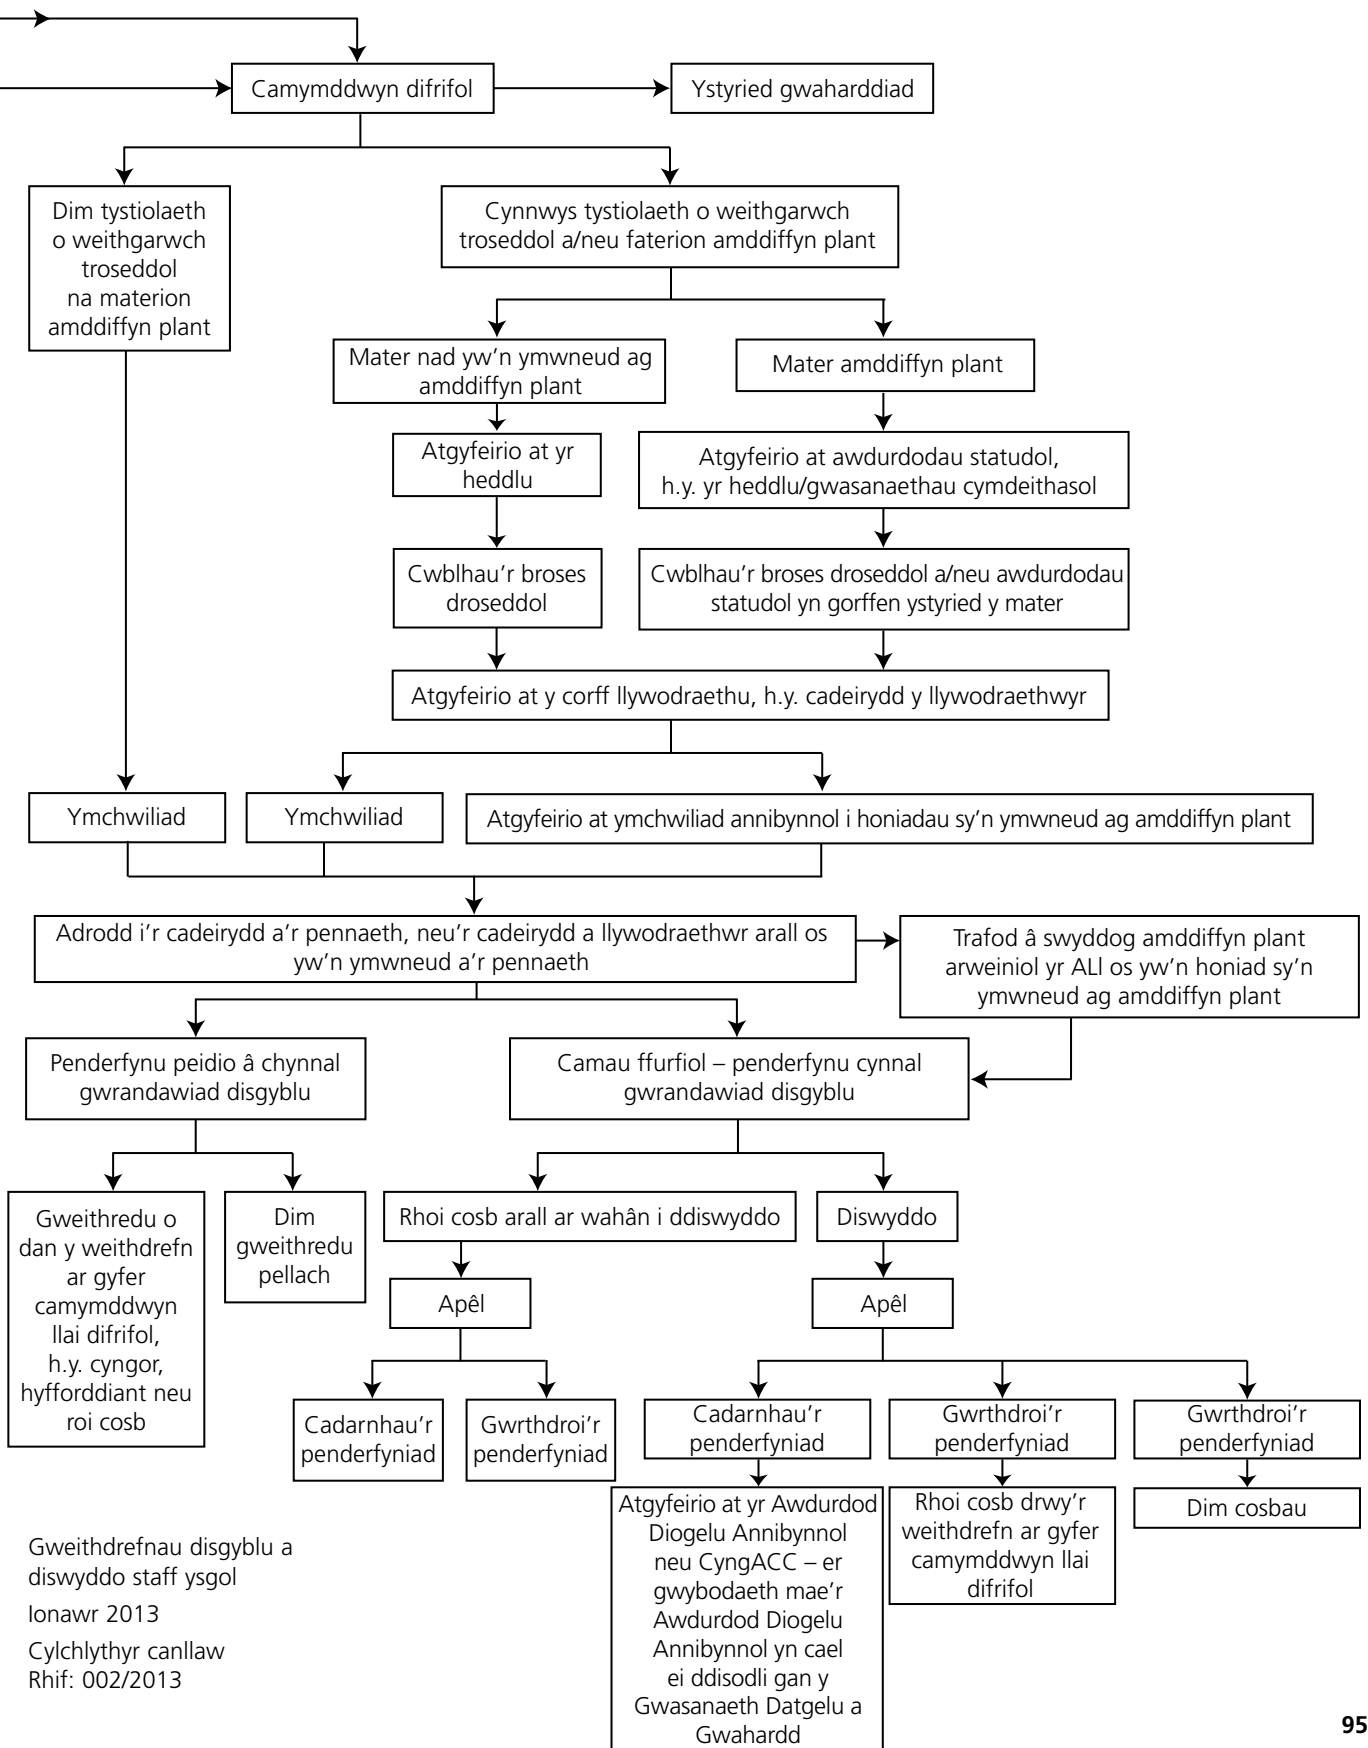 Camymddwyn difrifol
Ystyried gwaharddiad
Dim tystiolaeth
o weithgarwch
troseddol
na materion
amddiffyn plant
Cynnwys tystiolaeth o weithgarwch
troseddol a/neu faterion amddiffyn plant
Mater nad yw’n ymwneud ag
amddiffyn plant
Mater amddiffyn plant
Atgyfeirio at yr
heddlu
Atgyfeirio at awdurdodau statudol,
h.y. yr heddlu/gwasanaethau cymdeithasol
Cwblhau’r broses
droseddol
Cwblhau’r broses droseddol a/neu awdurdodau
statudol yn gorffen ystyried y mater
Atgyfeirio at y corff llywodraethu, h.y. cadeirydd y llywodraethwyr
Ymchwiliad
Ymchwiliad
Atgyfeirio at ymchwiliad annibynnol i honiadau sy’n ymwneud ag amddiffyn plant
Adrodd i’r cadeirydd a’r pennaeth, neu’r cadeirydd a llywodraethwr arall os
yw’n ymwneud a’r pennaeth
Trafod â swyddog amddiffyn plant
arweiniol yr ALl os yw’n honiad sy’n
ymwneud ag amddiffyn plant
Penderfynu peidio â chynnal
gwrandawiad disgyblu
Camau ffurfiol – penderfynu cynnal
gwrandawiad disgyblu
Gweithredu o
dan y weithdrefn
ar gyfer
camymddwyn
llai difrifol,
h.y. cyngor,
hyfforddiant neu
roi cosb
Dim
gweithredu
pellach
Rhoi cosb arall ar wahân i ddiswyddo
Diswyddo
Apêl
Apêl
Cadarnhau’r
penderfyniad
Gwrthdroi’r
penderfyniad
Cadarnhau’r
penderfyniad
Gwrthdroi’r
penderfyniad
Gwrthdroi’r
penderfyniad
Atgyfeirio at yr Awdurdod
Diogelu Annibynnol
neu CyngACC – er
gwybodaeth mae’r
Awdurdod Diogelu
Annibynnol yn cael
ei ddisodli gan y
Gwasanaeth Datgelu a
Gwahardd
Rhoi cosb drwy’r
weithdrefn ar gyfer
camymddwyn llai
difrifol
Dim cosbau
Gweithdrefnau disgyblu a
diswyddo staff ysgol
Ionawr 2013
Cylchlythyr canllaw
Rhif: 002/2013
95